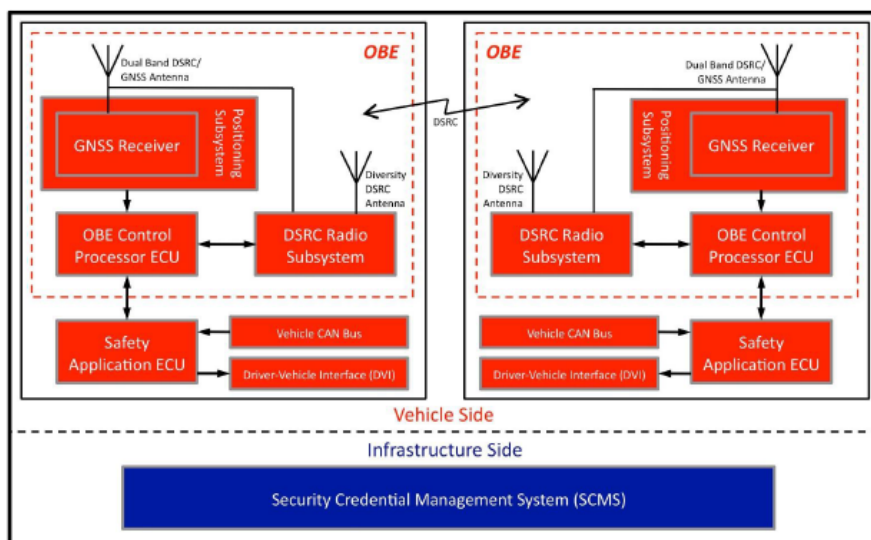 OBE
Dual Band DSRC/
GNSS Antenna
Positioning
Subsystem
GNSS Receiver
Diversity
DSRC
Antenna
OBE Control
Processor ECU
DSRC Radio
Subsystem
Safety
Application ECU
Vehicle CAN Bus
Driver-Vehicle Interface (DVI)
DSRC
OBE
Dual Band DSRC/
GNSS Antenna
Positioning
Subsystem
GNSS Receiver
Diversity
DSRC
Antenna
DSRC Radio
Subsystem
OBE Control
Processor ECU
Vehicle CAN Bus
Driver-Vehicle Interface (DVI)
Safety
Application ECU
Vehicle Side
Infrastructure Side
Security Credential Management System (SCMS)